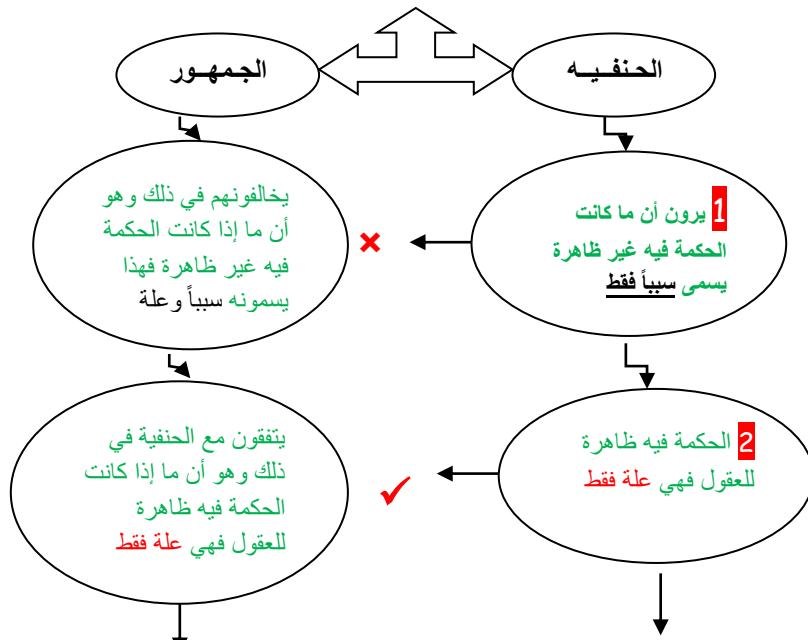 الحنفيه
الجمهور
1 يرون أن ما كانت
الحكمة فيه غير ظاهرة
يسمى سبباً فقط
يخالفونهم في ذلك وهو
أن ما إذا كانت الحكمة
فيه غير ظاهرة فهذا
يسمونه سبباً وعلة
2 الحكمة فيه ظاهرة
للعقول فهي علة فقط
يتفقون مع الحنفية في
ذلك وهو أن ما إذا كانت
الحكمة فيه ظاهرة
للعقول فهي علة فقط